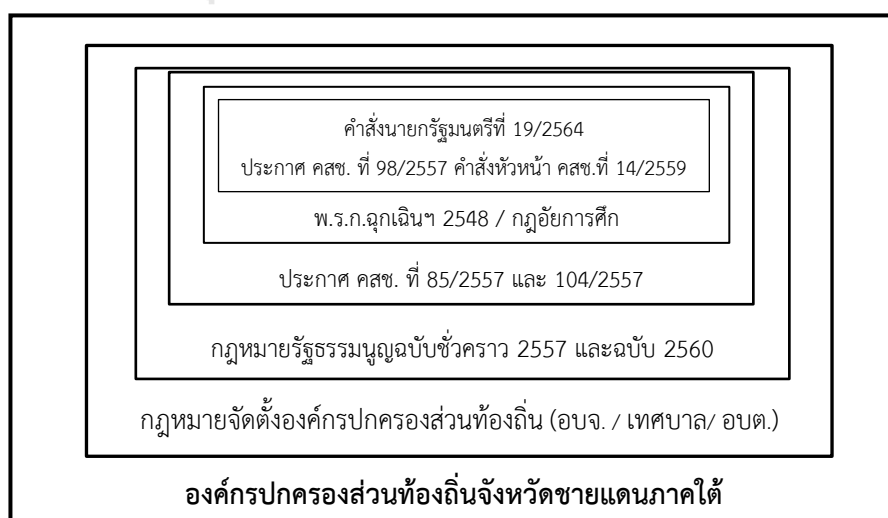 คำสั่งนายกรัฐมนตรีที่ 19/2564
ประกาศ คสช. ที่ 98/2557 คำสั่งหัวหน้า คสช.ที่ 14/2559
พ.ร.ก.ฉุกเฉินฯ 2548 / กฎอัยการศึก
ประกาศ คสช. ที่ 85/2557 และ 104/2557
กฎหมายรัฐธรรมนูญฉบับชั่วคราว 2557 และฉบับ 2560
กฎหมายจัดตั้งองค์กรปกครองส่วนท้องถิ่น (อบจ. / เทศบาล/ อบต.)
องค์กรปกครองส่วนท้องถิ่นจังหวัดชายแดนภาคใต้